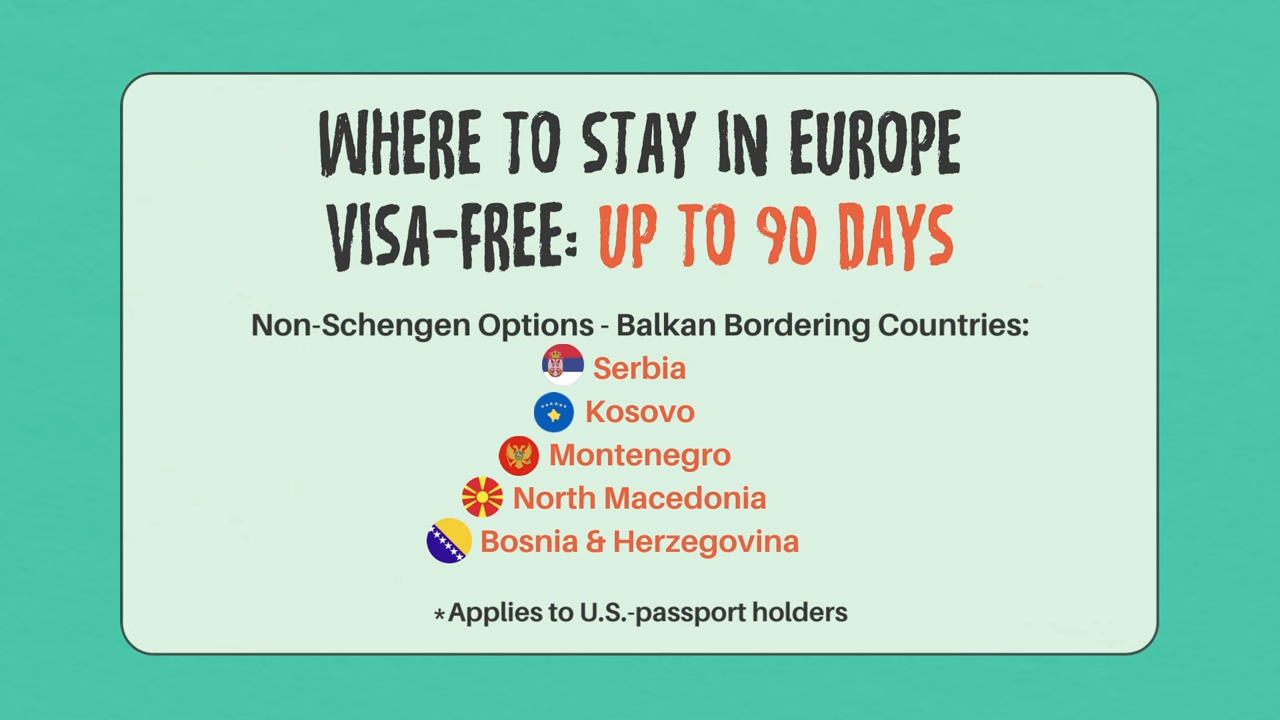 WHERE TO STAY IN EUROPE
VISA-FREE: UP TO 90 DAYS
Non-Schengen Options - Balkan Bordering Countries:
Serbia
Kosovo
Montenegro
North Macedonia
Bosnia & Herzegovina
*Applies to U.S.-passport holders